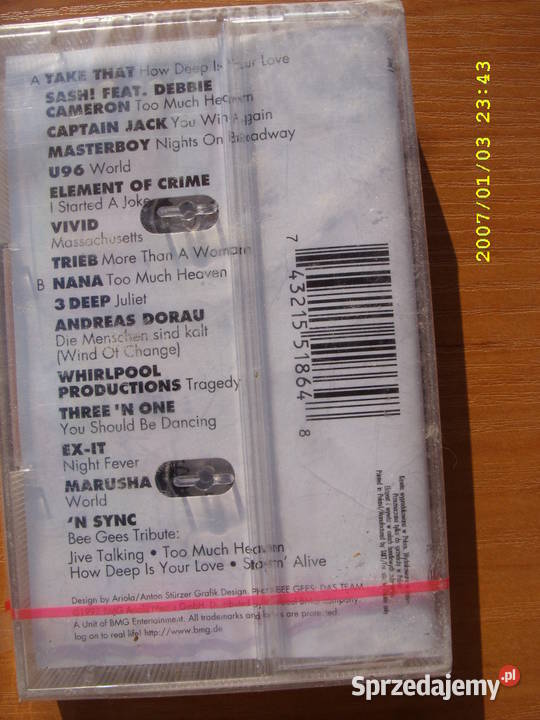 A TAKE THAT How Deep Is Your Love
SASH! FEAT. DEBBIE
CAMERON Too Much Heaven
CAPTAIN JACK You Win Again
MASTERBOY Nights On Broadway
U96 World
ELEMENT OF CRIME
I Started A Joke
VIVID
Massachusetts
TRIEB More Than A Woman
B NANA Too Much Heaven
3 DEEP Juliet
ANDREAS DORAU
Die Menschen sind kalt
(Wind Of Change)
WHIRLPOOL
PRODUCTIONS Tragedy
THREE 'N ONE
You Should Be Dancing
EX-IT
Night Fever
MARUSHA
World
'N SYNC
Bee Gees Tribute:
Jive Talking • Too Much Heaven
How Deep Is Your Love • Stayin' Alive
Design by Ariola/Anton Stürzer Grafik Design. Photo BEE GEES: DAS TEAM
A Unit of BMG Entertainment. All trademarks and logos are protected.
log on to real life! http://www.bmg.de
7 43215 51864 8
2007/01/03 23:43
Sprzedajemy.pl